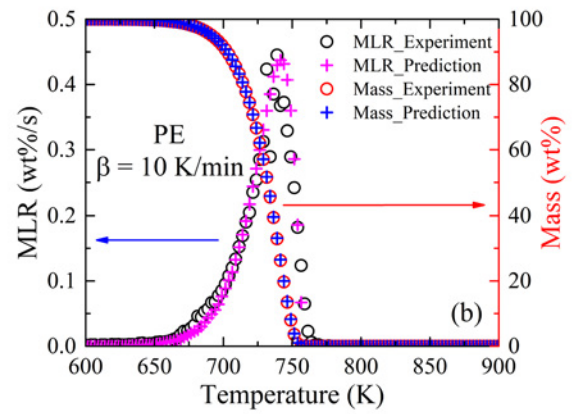 0.5
0.4
0.3
0.2
0.1
0.0
MLR (wt%/s)
100
80
60
40
20
0
Mass (wt%)
MLR_Experiment
MLR_Prediction
Mass_Experiment
Mass_Prediction
PE
β = 10 K/min
(b)
600 650 700 750 800 850 900
Temperature (K)